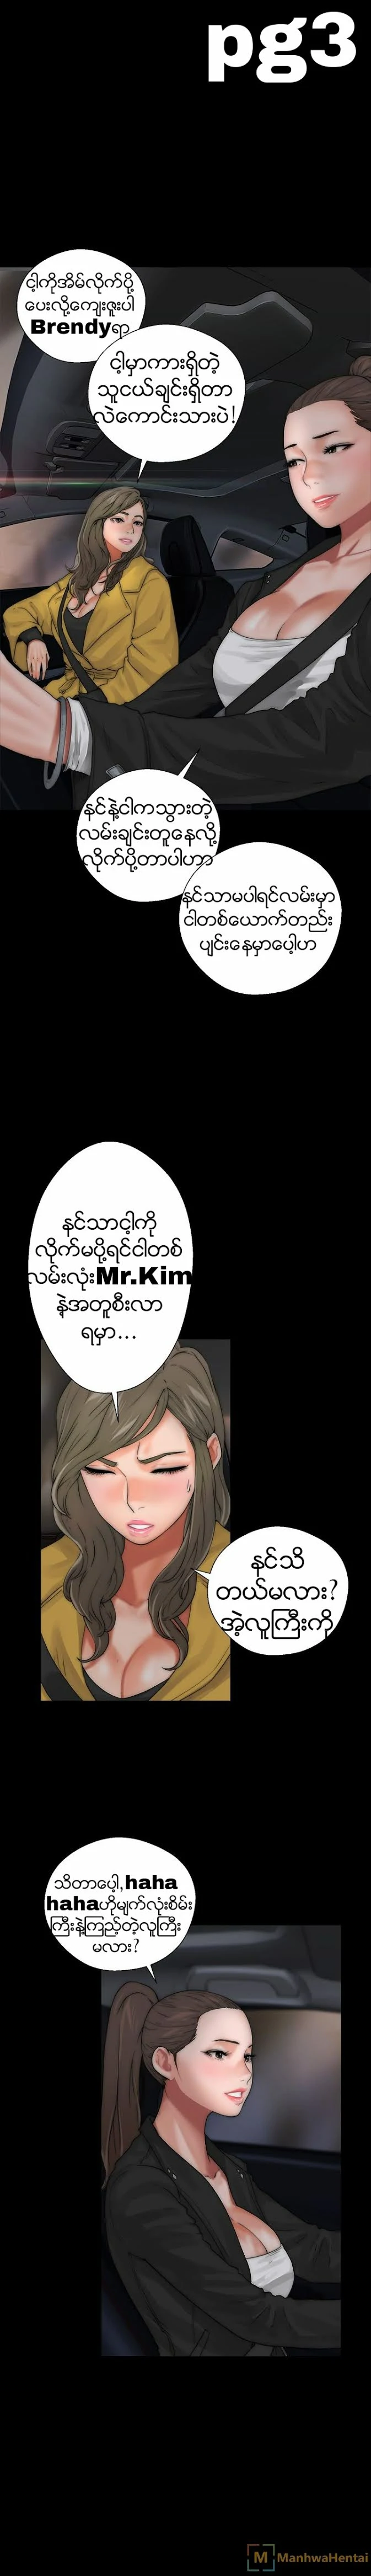 pg3
ငါ့ကိုအိမ်လိုက်ပို့
ပေးလို့ကျေးဇူးပါ
Brendyရာ
ငါ့မှာကားရှိတဲ့
သူငယ်ချင်းရှိတာ
လဲကောင်းသားပဲ!
နင်နဲ့ငါကသွားတဲ့
လမ်းချင်းတူနေလို့
လိုက်ပို့တာပါဟာ
နင်သာမပါရင်လမ်းမှာ
ငါတစ်ယောက်တည်း
ပျင်းနေမှာပေါ့ဟ
နင်သာငါ့ကို
လိုက်မပို့ရင်ငါတစ်
လမ်းလုံးMr.Kim
နဲ့အတူစီးလာ
ရမှာ...
နင်သိ
တယ်မလား?
အဲ့လူကြီးကို
သိတာပေါ့,haha
hahaဟိုမျက်လုံးစိမ်း
ကြီးနဲ့ကြည့်တဲ့လူကြီး
မလား?
M ManhwaHentai